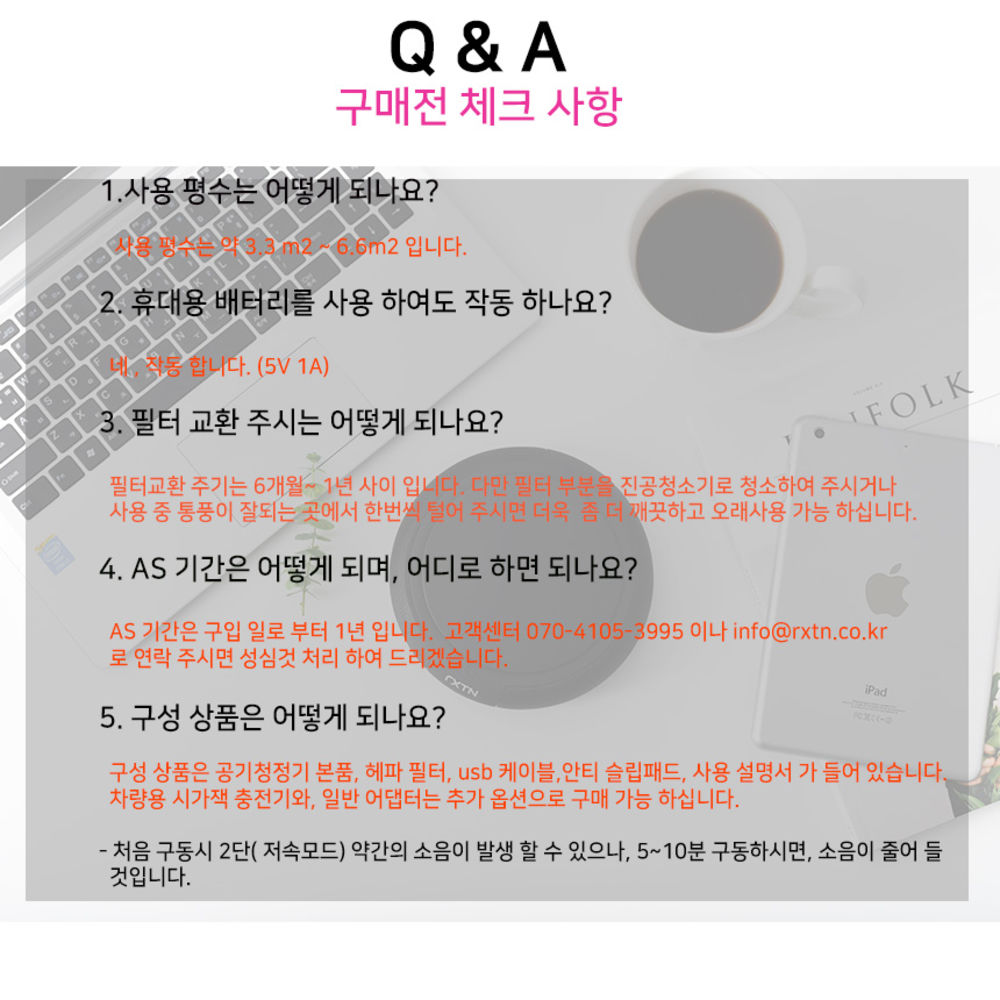 Q & A
구매전 체크 사항
1.사용 평수는 어떻게 되나요?
사용 평수는 약 3.3 m2 ~ 6.6m2 입니다.
2. 휴대용 배터리를 사용 하여도 작동 하나요?
네 , 작동 합니다. (5V 1A)
3. 필터 교환 주시는 어떻게 되나요?
필터교환 주기는 6개월~ 1년 사이 입니다. 다만 필터 부분을 진공청소기로 청소하여 주시거나
사용 중 통풍이 잘되는 곳에서 한번씩 털어 주시면 더욱 좀 더 깨끗하고 오래사용 가능 하십니다.
4. AS 기간은 어떻게 되며, 어디로 하면 되나요?
AS 기간은 구입 일로 부터 1년 입니다. 고객센터 070-4105-3995 이나 info@rxtn.co.kr
로 연락 주시면 성심것 처리 하여 드리겠습니다.
5. 구성 상품은 어떻게 되나요?
구성 상품은 공기청정기 본품, 헤파 필터, usb 케이블,안티 슬립패드, 사용 설명서 가 들어 있습니다.
차량용 시가잭 충전기와, 일반 어댑터는 추가 옵션으로 구매 가능 하십니다.
- 처음 구동시 2단( 저속모드) 약간의 소음이 발생 할 수 있으나, 5~10분 구동하시면, 소음이 줄어 들
것입니다.
NFOLK
iPad
rxtn